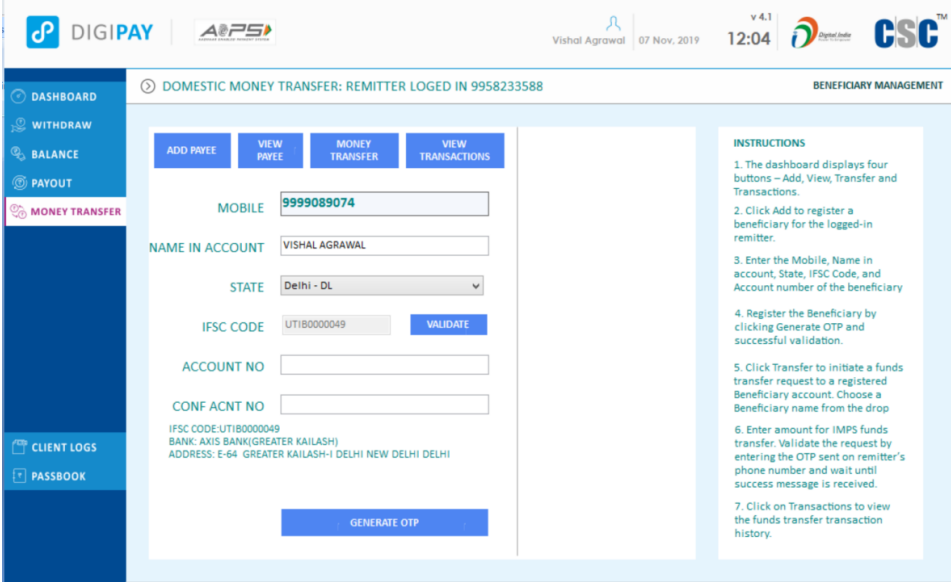 DIGIPAY
AEPS
AADHAAR ENABLED PAYMENT SYSTEM
Vishal Agrawal
07 Nov, 2019
v 4.1
12:04
Digital India
CSC™
DASHBOARD
WITHDRAW
BALANCE
PAYOUT
MONEY TRANSFER
CLIENT LOGS
PASSBOOK
DOMESTIC MONEY TRANSFER: REMITTER LOGED IN 9958233588
BENEFICIARY MANAGEMENT
ADD PAYEE
VIEW
PAYEE
MONEY
TRANSFER
VIEW
TRANSACTIONS
MOBILE
9999089074
NAME IN ACCOUNT
VISHAL AGRAWAL
STATE
Delhi - DL
IFSC CODE
UTIB0000049
VALIDATE
ACCOUNT NO
CONF ACNT NO
IFSC CODE:UTIB0000049
BANK: AXIS BANK(GREATER KAILASH)
ADDRESS: E-64 GREATER KAILASH-I DELHI NEW DELHI DELHI
GENERATE OTP
INSTRUCTIONS
1. The dashboard displays four
buttons – Add, View, Transfer and
Transactions.
2. Click Add to register a
beneficiary for the logged-in
remitter.
3. Enter the Mobile, Name in
account, State, IFSC Code, and
Account number of the beneficiary
4. Register the Beneficiary by
clicking Generate OTP and
successful validation.
5. Click Transfer to initiate a funds
transfer request to a registered
Beneficiary account. Choose a
Beneficiary name from the drop
6. Enter amount for IMPS funds
transfer. Validate the request by
entering the OTP sent on remitter's
phone number and wait until
success message is received.
7. Click on Transactions to view
the funds transfer transaction
history.